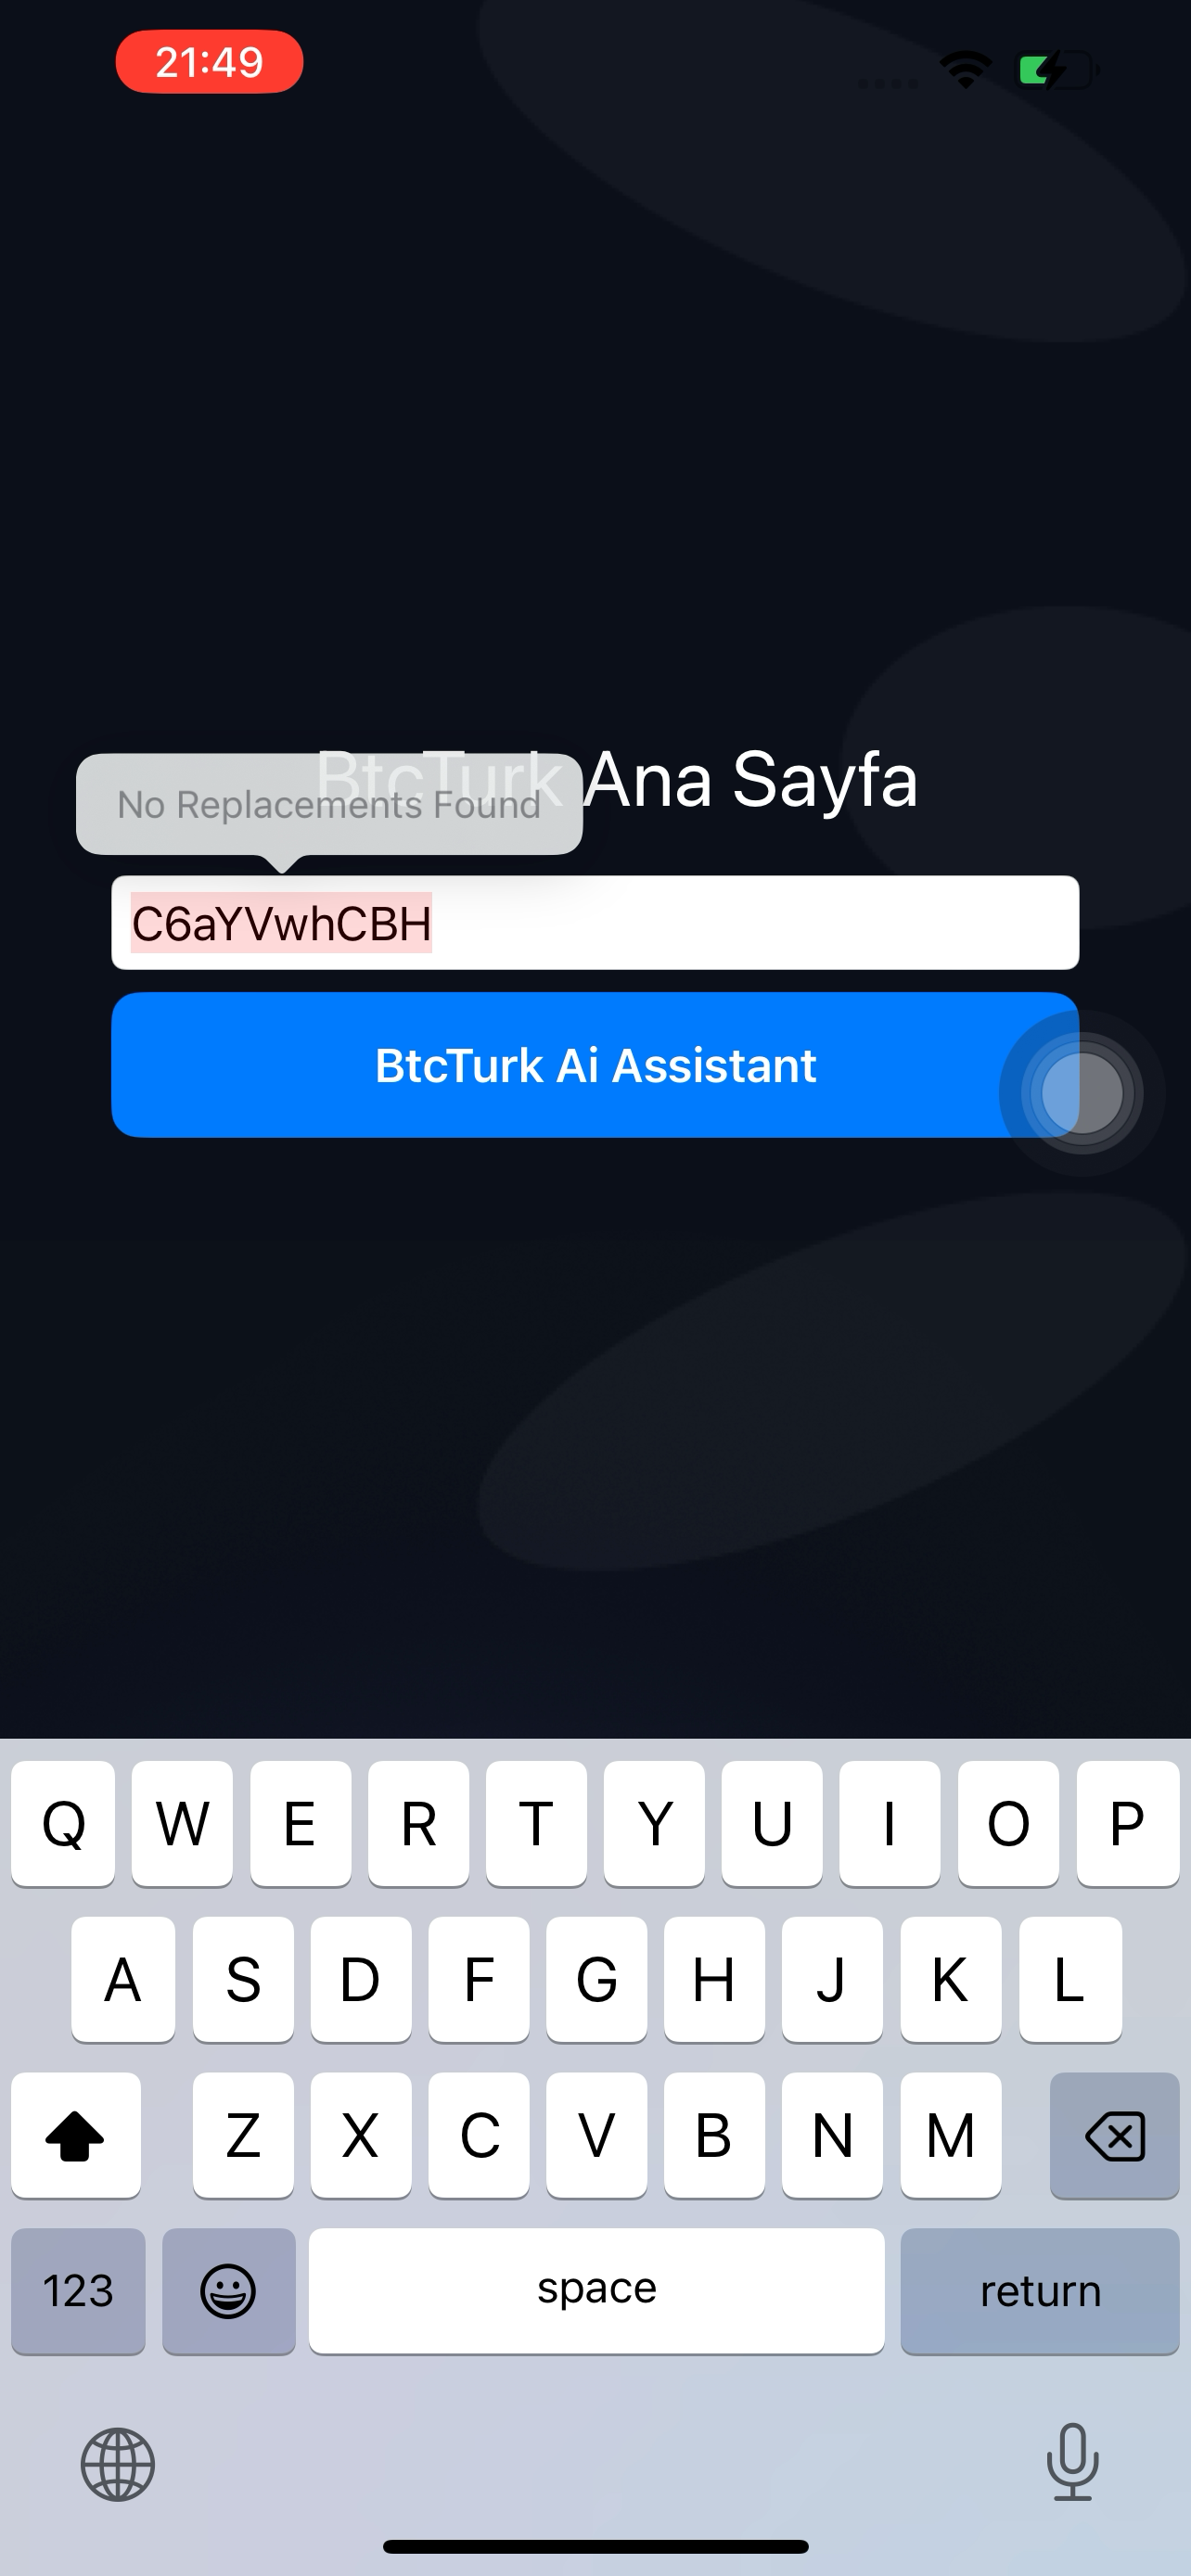 21:49
BtcTurk Ana Sayfa
No Replacements Found
C6aYVwhCBH
BtcTurk Ai Assistant
Q W E R T Y U I O P
A S D F G H J K L
Z X C V B N M
123 space return